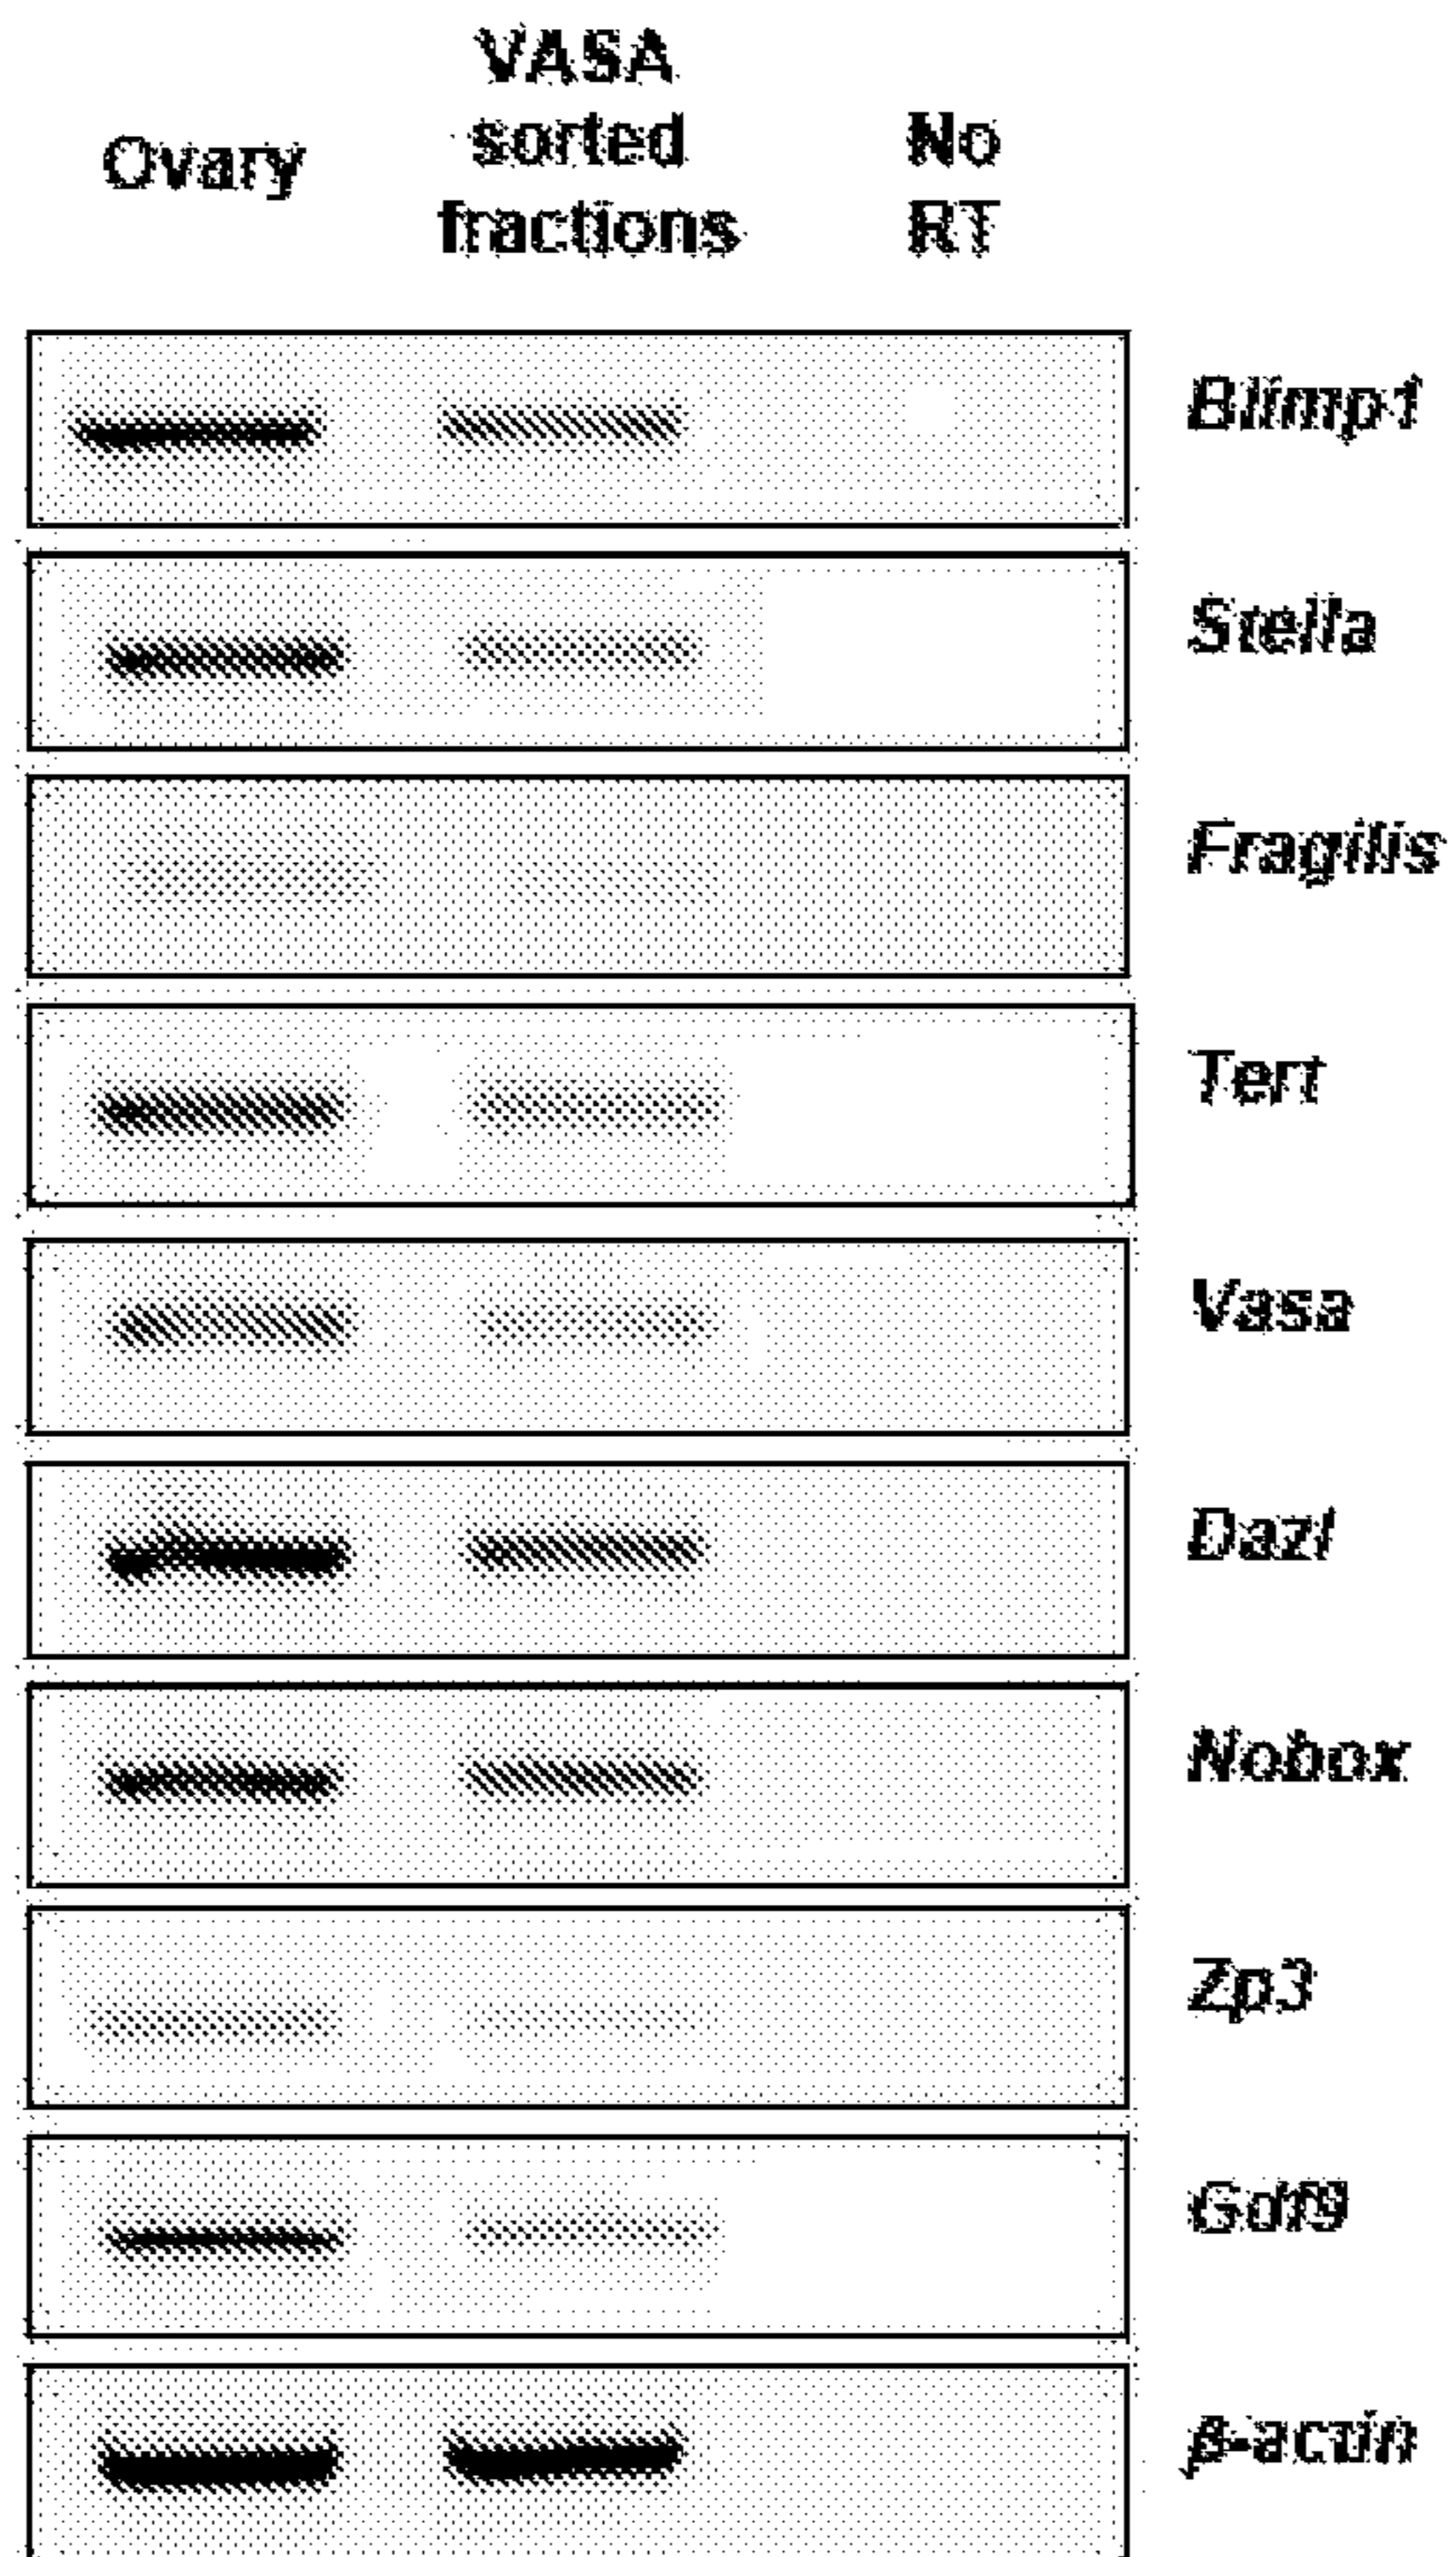 Ovary
VASA
sorted
fractions
No
RT
Blimp1
Stella
Fragilis
Tert
Vasa
Dazl
Nobox
Zp3
Gdf9
β-actin